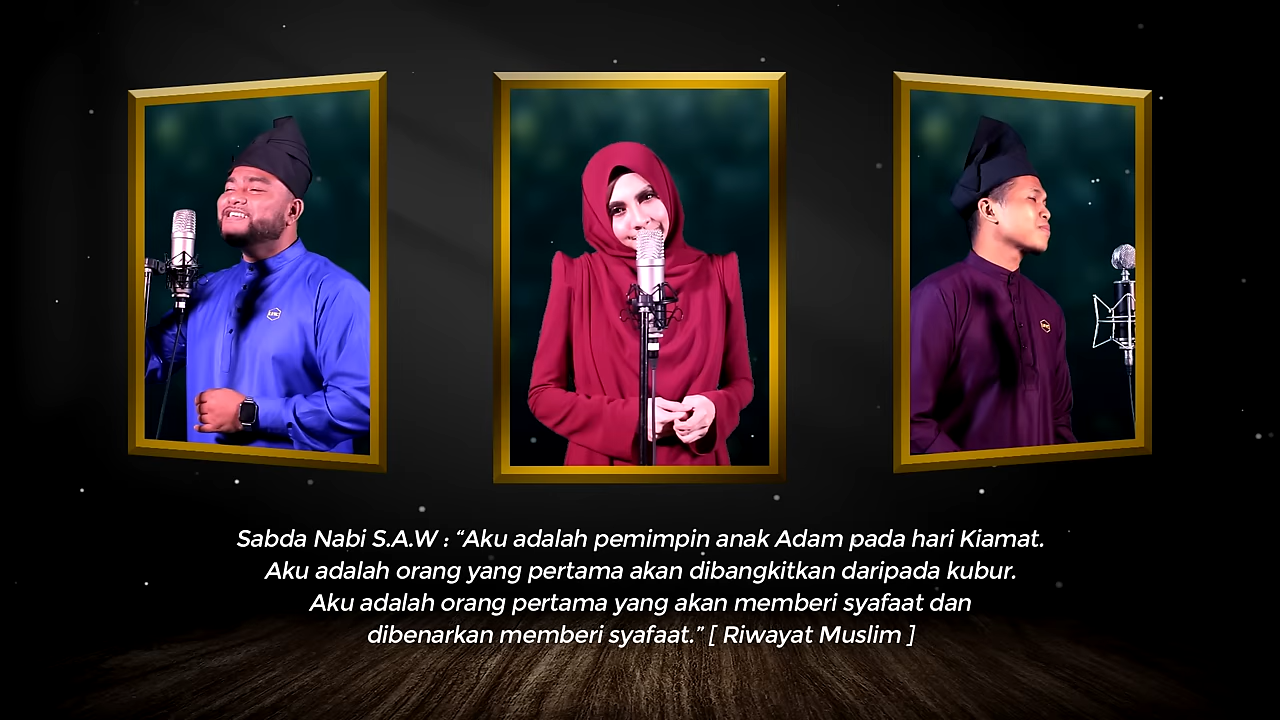 Sabda Nabi S.A.W : “Aku adalah pemimpin anak Adam pada hari Kiamat.
Aku adalah orang yang pertama akan dibangkitkan daripada kubur.
Aku adalah orang pertama yang akan memberi syafaat dan
dibenarkan memberi syafaat.” [ Riwayat Muslim ]